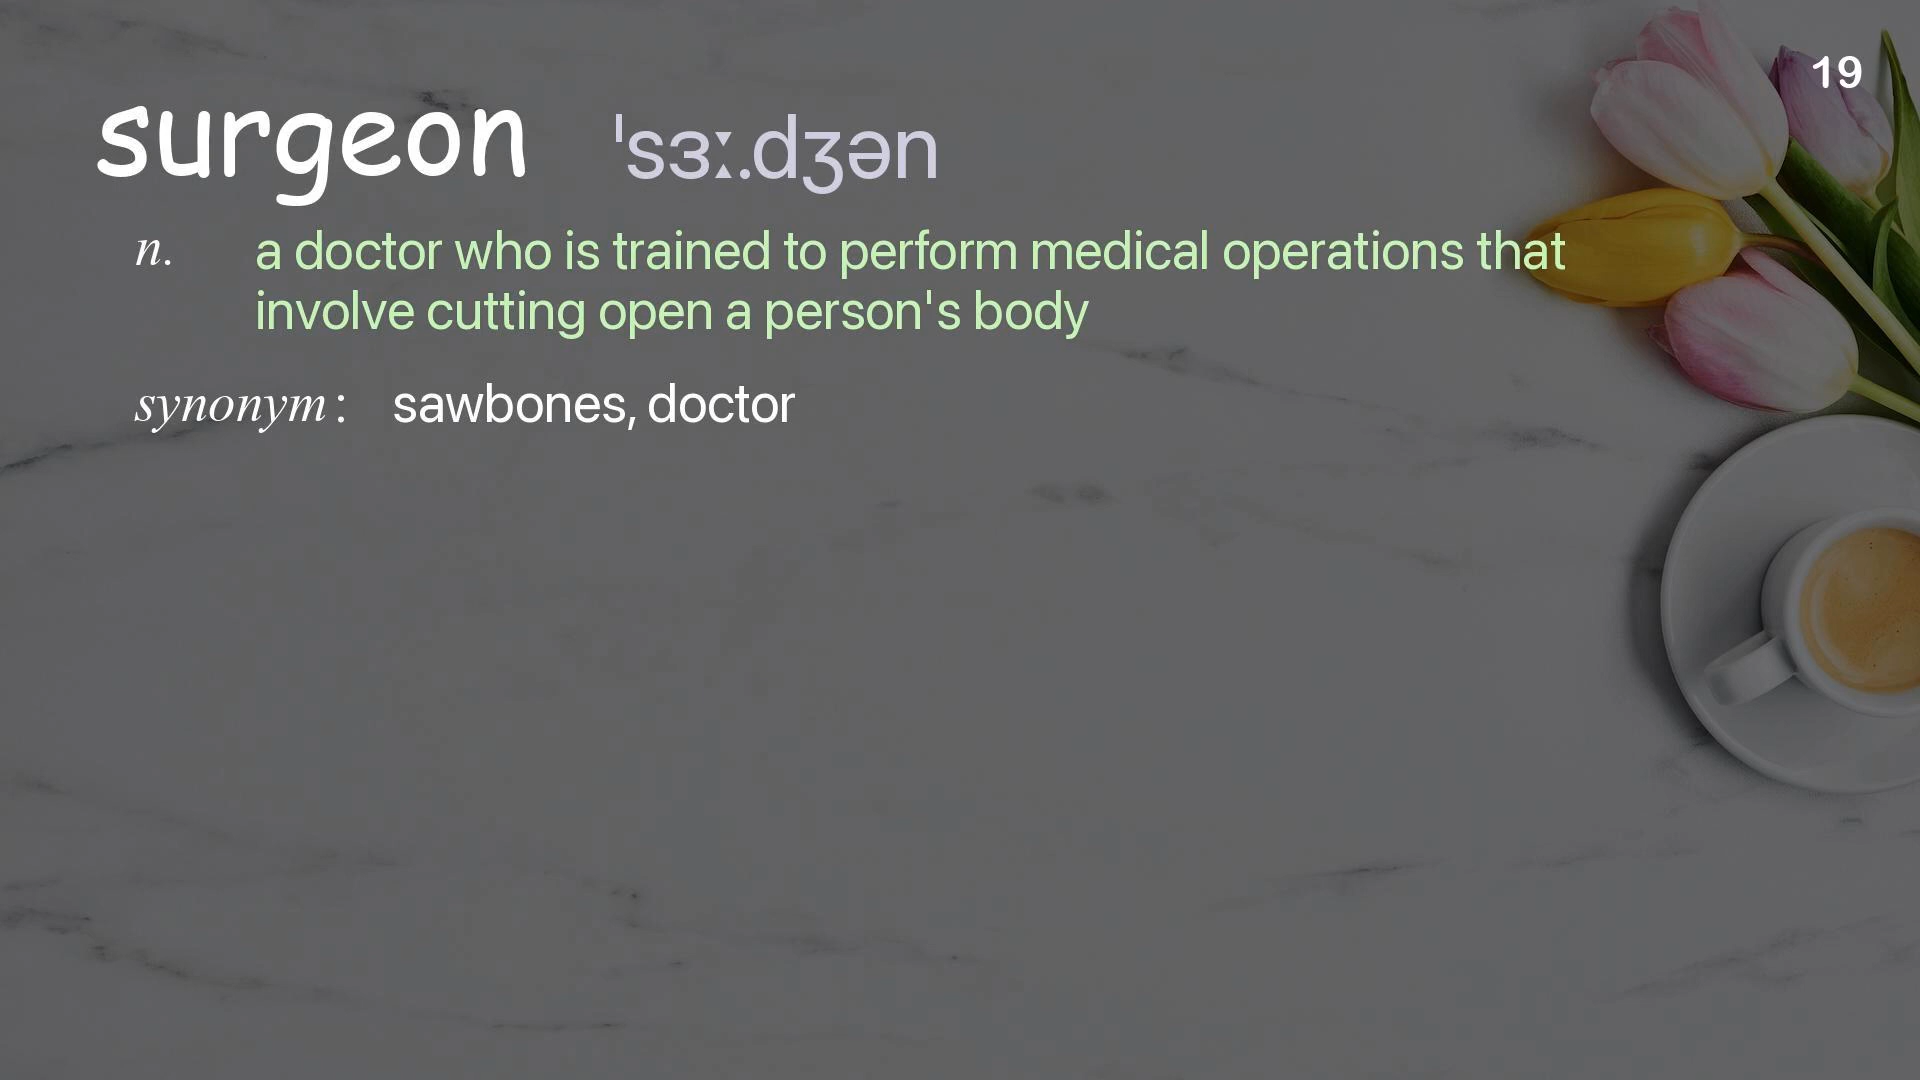 19
surgeon ˈsɜː.dʒən
n. a doctor who is trained to perform medical operations that
involve cutting open a person's body
synonym: sawbones, doctor